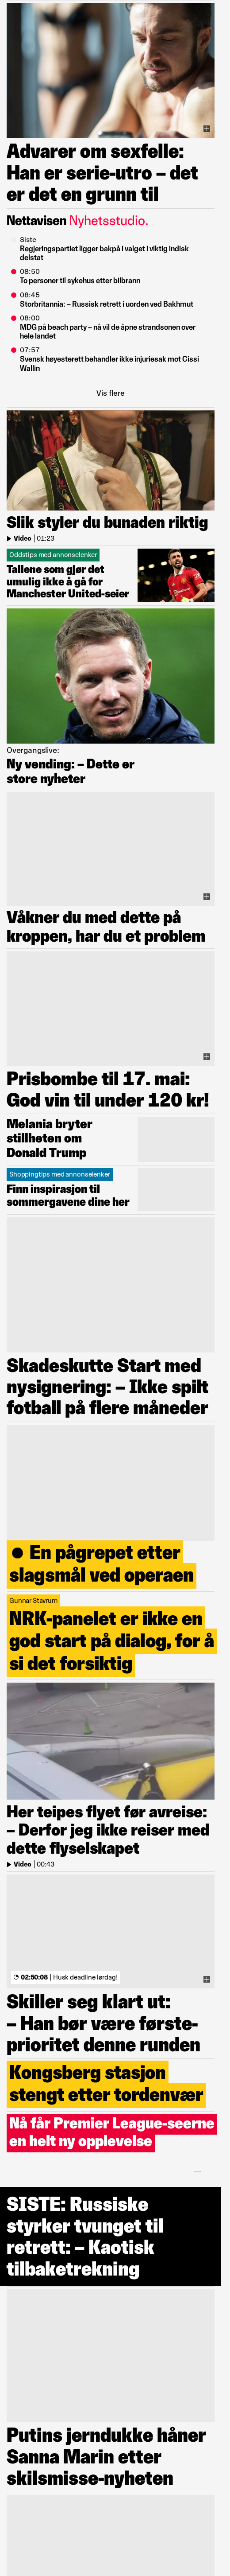 Advarer om sexfelle:
Han er serie-utro – det
er det en grunn til
Nettavisen Nyhetsstudio.
Siste
Regjeringspartiet ligger bakpå i valget i viktig indisk
delstat
08:50
To personer til sykehus etter bilbrann
08:45
Storbritannia: – Russisk retrett i uorden ved Bakhmut
08:00
MDG på beach party – nå vil de åpne strandsonen over
hele landet
07:57
Svensk høyesterett behandler ikke injuriesak mot Cissi
Wallin
Vis flere
Slik styler du bunaden riktig
Video | 01:23
Oddstips med annonselenker
Tallene som gjør det
umulig ikke å gå for
Manchester United-seier
Overgangslive:
Ny vending: – Dette er
store nyheter
Våkner du med dette på
kroppen, har du et problem
Prisbombe til 17. mai:
God vin til under 120 kr!
Melania bryter
stillheten om
Donald Trump
Shoppingtips med annonselenker
Finn inspirasjon til
sommergavene dine her
Skadeskutte Start med
nysignering: – Ikke spilt
fotball på flere måneder
En pågrepet etter
slagsmål ved operaen
Gunnar Stavrum
NRK-panelet er ikke en
god start på dialog, for å
si det forsiktig
Her teipes flyet før avreise:
– Derfor jeg ikke reiser med
dette flyselskapet
Video | 00:43
02:50:08 | Husk deadline lørdag!
Skiller seg klart ut:
– Han bør være første-
prioritet denne runden
Kongsberg stasjon
stengt etter tordenvær
Nå får Premier League-seerne
en helt ny opplevelse
SISTE: Russiske
styrker tvunget til
retrett: – Kaotisk
tilbaketrekning
Putins jerndukke håner
Sanna Marin etter
skilsmisse-nyheten